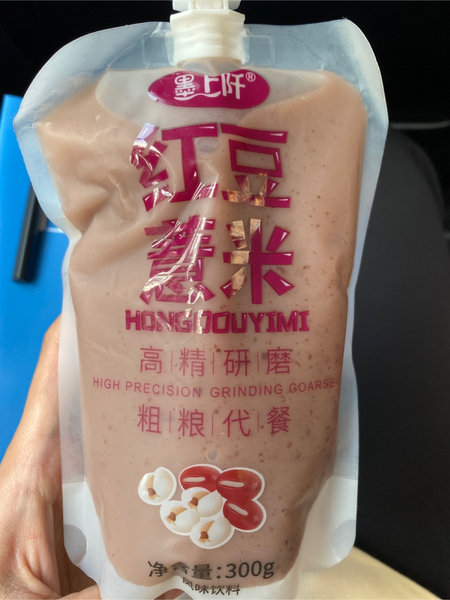 墨上阡®
红豆
薏米
HONGDOUYIMI
高精研磨
HIGH PRECISION GRINDING COARSE
粗粮代餐
净含量:300g
风味饮料